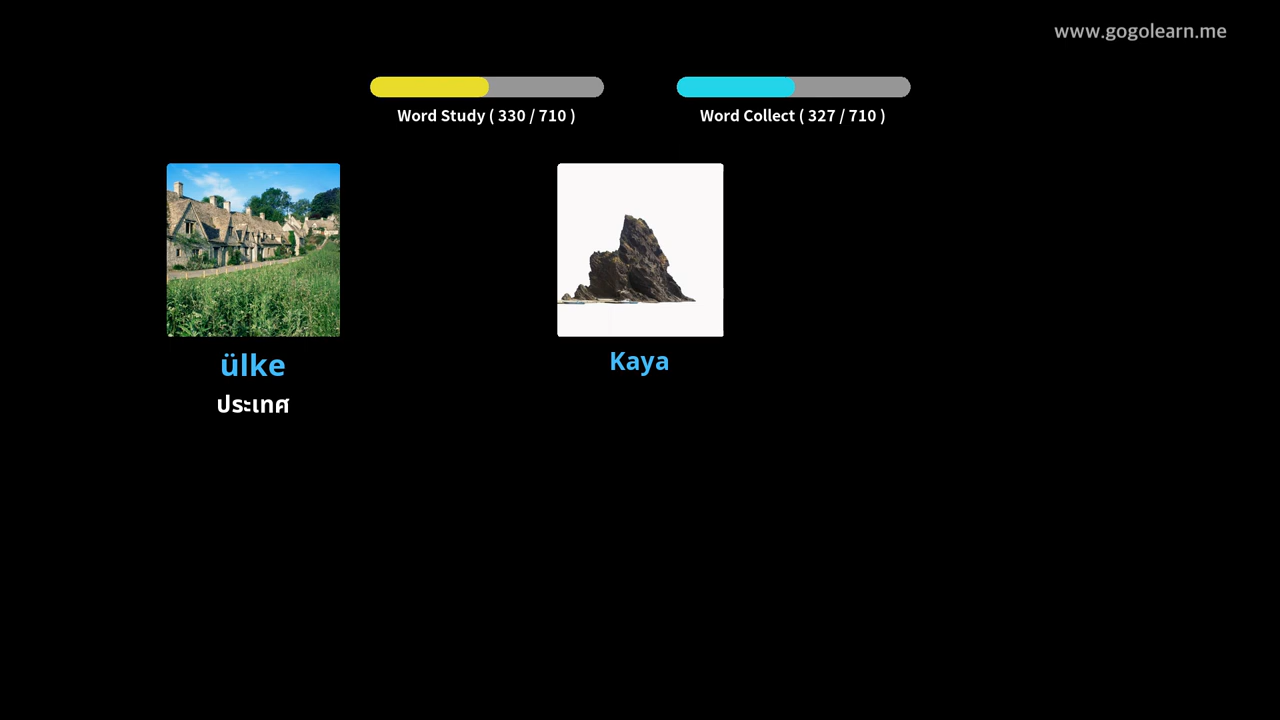 www.gogolearn.me
Word Study ( 330 / 710 )
Word Collect ( 327 / 710 )
ülke
ประเทศ
Kaya